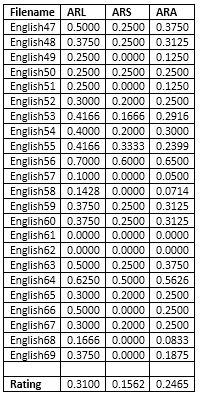 Filename ARL ARS ARA
English47 0.5000 0.2500 0.3750
English48 0.3750 0.2500 0.3125
English49 0.2500 0.0000 0.1250
English50 0.2500 0.2500 0.2500
English51 0.2500 0.0000 0.1250
English52 0.3000 0.2000 0.2500
English53 0.4166 0.1666 0.2916
English54 0.4000 0.2000 0.3000
English55 0.4166 0.3333 0.2399
English56 0.7000 0.6000 0.6500
English57 0.1000 0.0000 0.0500
English58 0.1428 0.0000 0.0714
English59 0.3750 0.2500 0.3125
English60 0.3750 0.2500 0.3125
English61 0.0000 0.0000 0.0000
English62 0.0000 0.0000 0.0000
English63 0.5000 0.2500 0.3750
English64 0.6250 0.5000 0.5626
English65 0.3000 0.2000 0.2500
English66 0.5000 0.0000 0.2500
English67 0.3000 0.2000 0.2500
English68 0.1666 0.0000 0.0833
English69 0.3750 0.0000 0.1875
Rating 0.3100 0.1562 0.2465